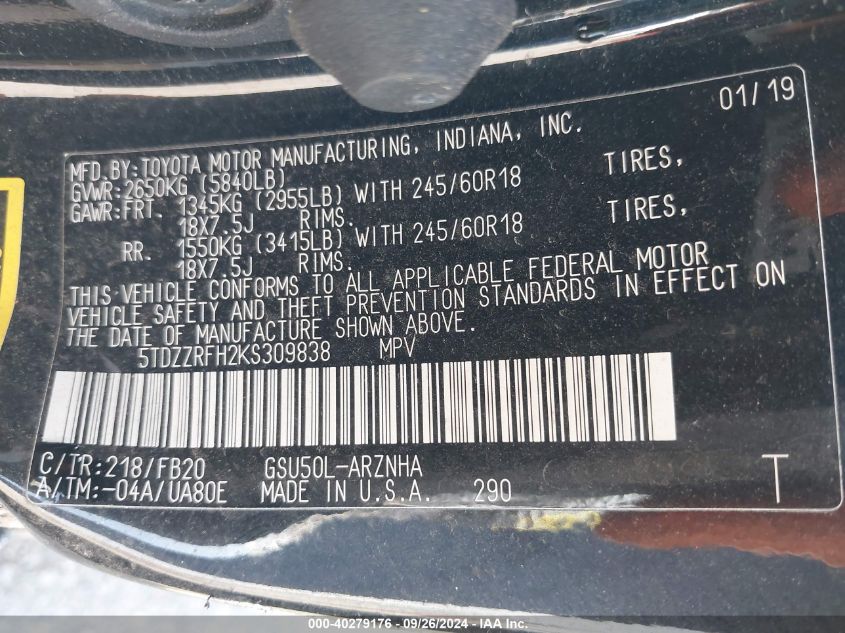 01/19
MFD.BY:TOYOTA MOTOR MANUFACTURING, INDIANA, INC.
GVWR:2650KG (5840LB)
GAWR:FRT. 1345KG (2955LB) WITH 245/60R18 TIRES,
18X7.5J RIMS.
RR. 1550KG (3415LB) WITH 245/60R18 TIRES,
18X7.5J RIMS.
THIS VEHICLE CONFORMS TO ALL APPLICABLE FEDERAL MOTOR
VEHICLE SAFETY AND THEFT PREVENTION STANDARDS IN EFFECT ON
THE DATE OF MANUFACTURE SHOWN ABOVE.
5TDZZRFH2KS309838 MPV
C/TR:218/FB20 GSU50L-ARZNHA
A/TM:-04A/UA80E MADE IN U.S.A. 290 T
000-40279176 - 09/26/2024 - IAA Inc.